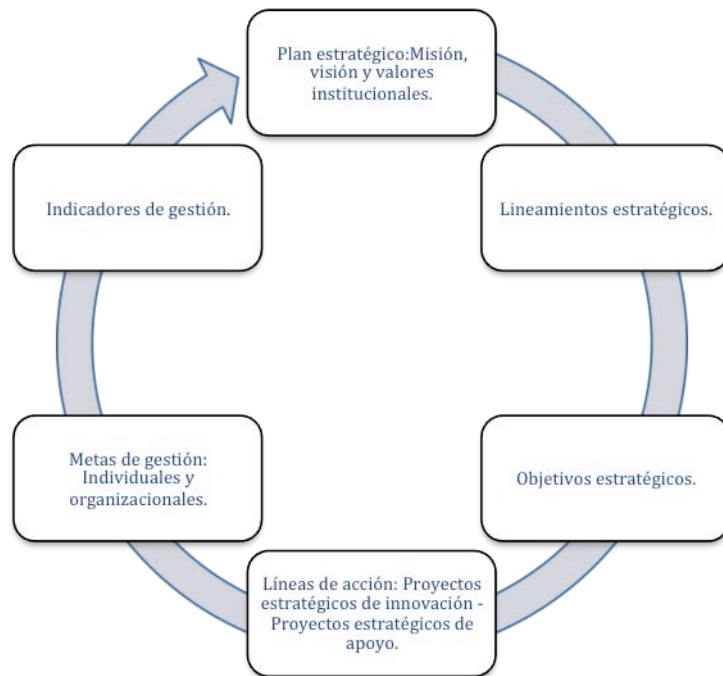 Plan estratégico:Misión,
visión y valores
institucionales.
Lineamientos estratégicos.
Objetivos estratégicos.
Líneas de acción: Proyectos
estratégicos de innovación -
Proyectos estratégicos de
apoyo.
Metas de gestión:
Individuales y
organizacionales.
Indicadores de gestión.